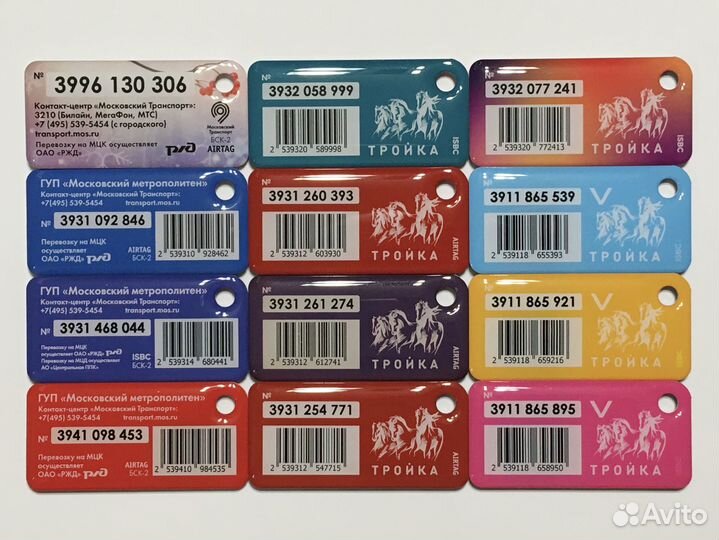 № 3996 130 306
Контакт-центр «Московский Транспорт»:
3210 (Билайн, МегаФон, МТС)
+7 (495) 539-5454 (с городского)
transport.mos.ru
Перевозку на МЦК осуществляет
ОАО «РЖД»
РЖД
Московский
Транспорт
БСК-2
AIRTAG
№
3932 058 999
2 539320 589998
ТРОЙКА
ISBC
№
3932 077 241
2 539320 772413
ТРОЙКА
ISBC
ГУП «Московский метрополитен»
Контакт-центр «Московский Транспорт»:
+7(495) 539-5454 transport.mos.ru
№ 3931 092 846
Перевозку на МЦК
осуществляет
ОАО «РЖД» РЖД
AIRTAG
БСК-2
2 539310 928462
№
3931 260 393
2 539312 603930
ТРОЙКА
AIRTAG
№
3911 865 539
2 539118 655393
ТРОЙКА
ISBC
ГУП «Московский метрополитен»
Контакт-центр «Московский Транспорт»:
+7(495) 539-5454 transport.mos.ru
№ 3931 468 044
Перевозку на МЦК
осуществляет ОАО «РЖД» РЖД
Перевозку на МЦД осуществляет
АО «Центральная ППК»
ISBC
БСК-2
2 539314 680441
№
3931 261 274
2 539312 612741
ТРОЙКА
AIRTAG
№
3911 865 921
2 539118 659216
ТРОЙКА
ГУП «Московский метрополитен»
Контакт-центр «Московский Транспорт»:
+7(495) 539-5454 transport.mos.ru
№ 3941 098 453
Перевозку на МЦК
осуществляет
ОАО «РЖД» РЖД
AIRTAG
БСК-2
2 539410 984535
№
3931 254 771
2 539312 547715
ТРОЙКА
AIRTAG
№
3911 865 895
2 539118 658950
ТРОЙКА
Avito